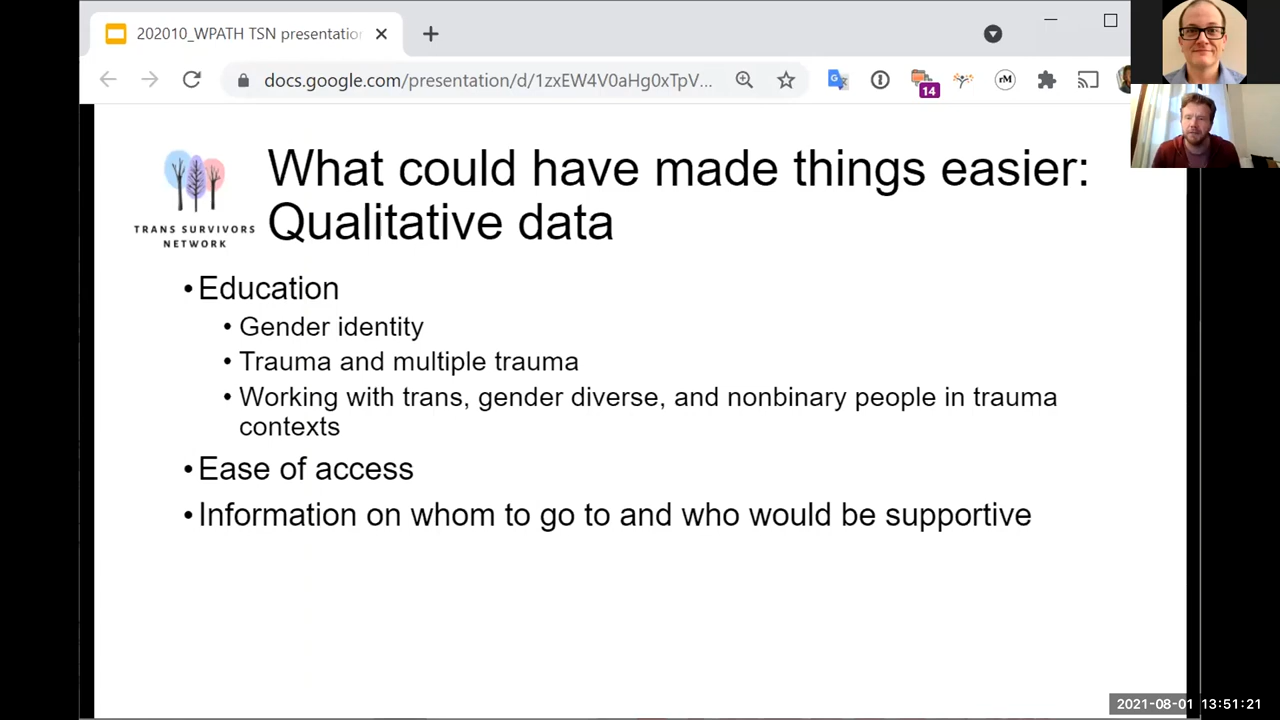 202010_WPATH TSN presentation
docs.google.com/presentation/d/1zxEW4V0aHg0xTpV...
14
rM
What could have made things easier:
Qualitative data
TRANS SURVIVORS
NETWORK
• Education
• Gender identity
• Trauma and multiple trauma
• Working with trans, gender diverse, and nonbinary people in trauma
contexts
• Ease of access
• Information on whom to go to and who would be supportive
2021-08-01 13:51:21